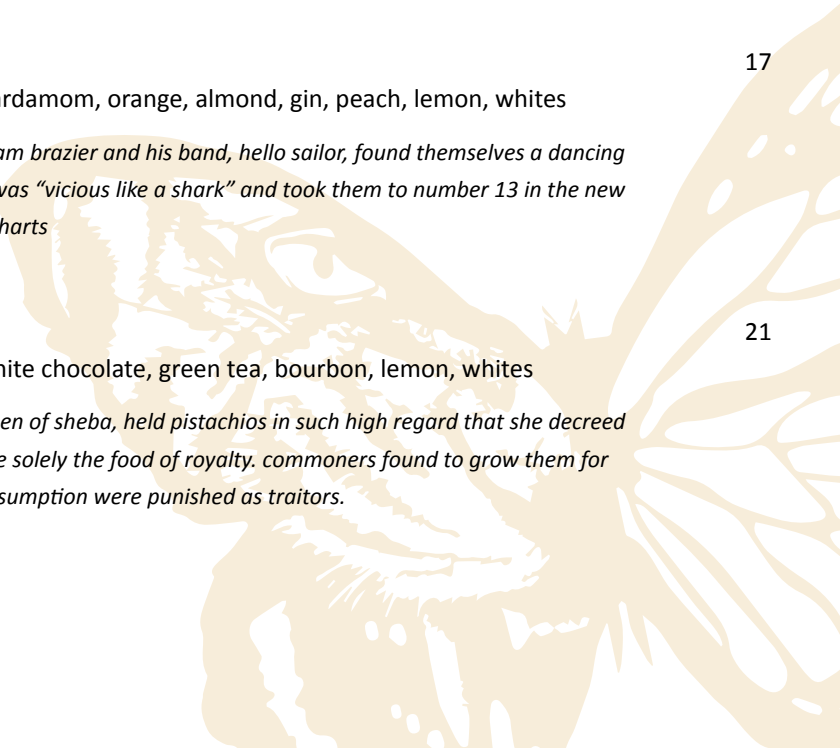 17
rdamom, orange, almond, gin, peach, lemon, whites
am brazier and his band, hello sailor, found themselves a dancing
was “vicious like a shark” and took them to number 13 in the new
harts
21
ite chocolate, green tea, bourbon, lemon, whites
en of sheba, held pistachios in such high regard that she decreed
e solely the food of royalty. commoners found to grow them for
sumption were punished as traitors.